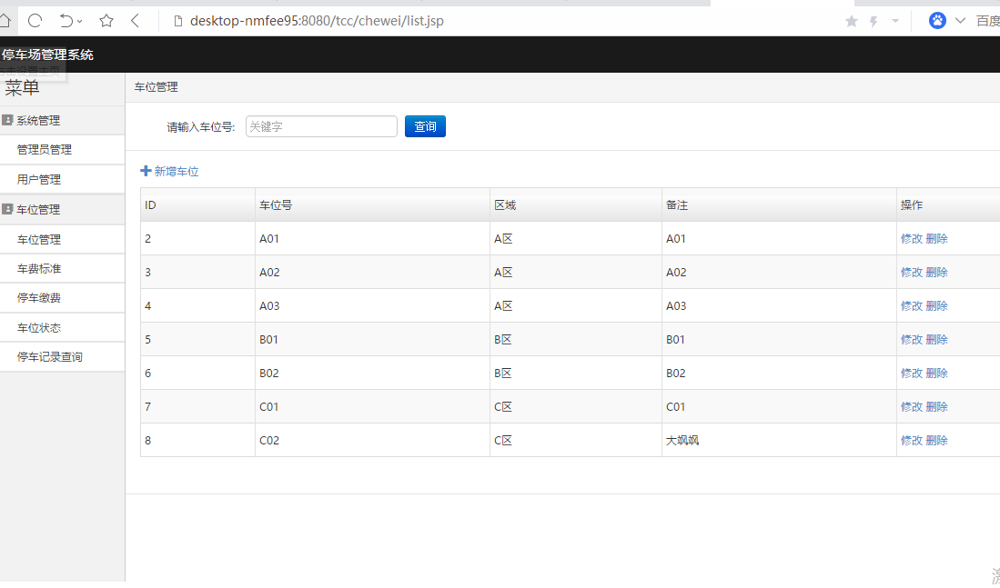 desktop-nmfee95:8080/tcc/chewei/list.jsp
百度
停车场管理系统
菜单
系统管理
管理员管理
用户管理
车位管理
车位管理
车费标准
停车缴费
车位状态
停车记录查询
车位管理
请输入车位号: 关键字 查询
新增车位
ID 车位号 区域 备注 操作
2 A01 A区 A01 修改 删除
3 A02 A区 A02 修改 删除
4 A03 A区 A03 修改 删除
5 B01 B区 B01 修改 删除
6 B02 B区 B02 修改 删除
7 C01 C区 C01 修改 删除
8 C02 C区 大飒飒 修改 删除